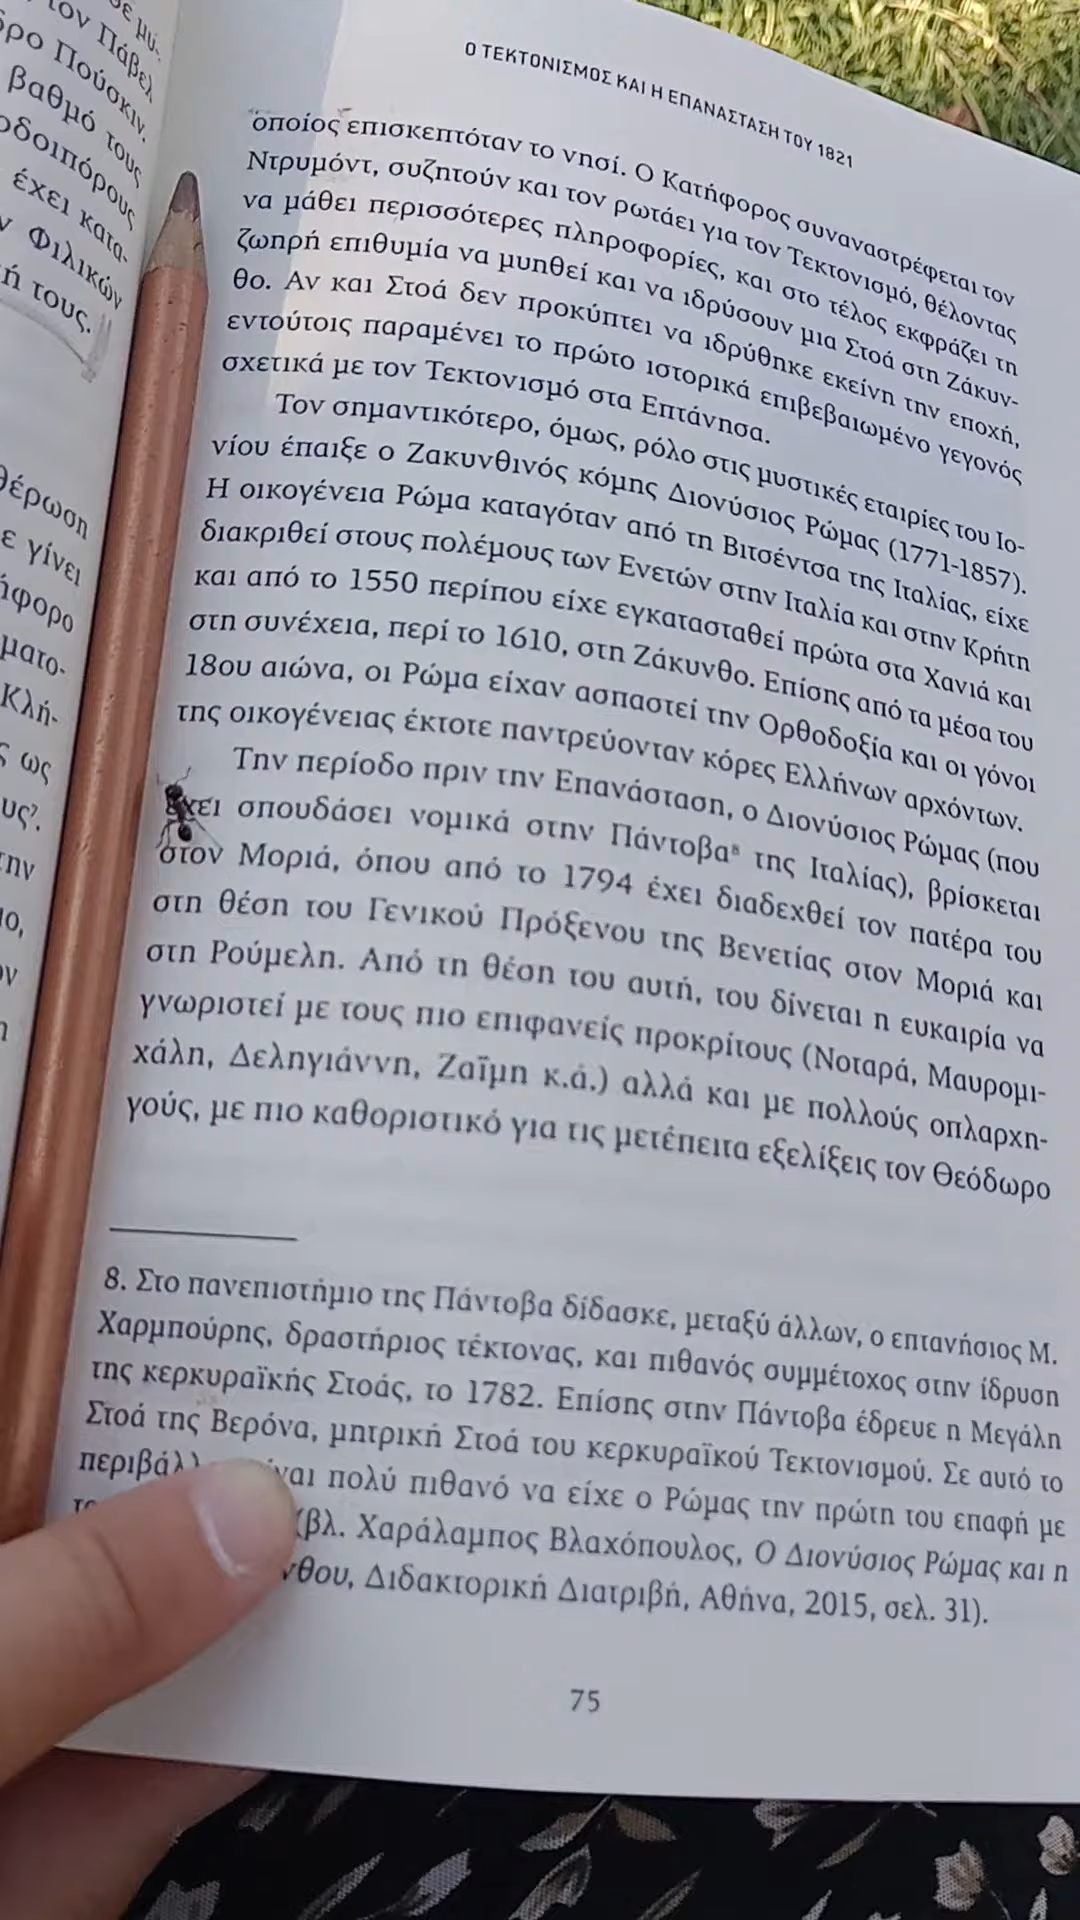 τον Πάβελ
Πούσκιν.
βαθμό τους
έχει κατα-
Φιλικών
τους.
ε γίνει
Κλή-
ς ως
Ο ΤΕΚΤΟΝΙΣΜΟΣ ΚΑΙ Η ΕΠΑΝΑΣΤΑΣΗ ΤΟΥ 1821
οποίος επισκεπτόταν το νησί. Ο Κατήφορος συναναστρέφεται τον
Ντρυμόντ, συζητούν και τον ρωτάει για τον Τεκτονισμό, θέλοντας
να μάθει περισσότερες πληροφορίες, και στο τέλος εκφράζει τη
ζωηρή επιθυμία να μυηθεί και να ιδρύσουν μια Στοά στη Ζάκυν-
θο. Αν και Στοά δεν προκύπτει να ιδρύθηκε εκείνη την εποχή,
εντούτοις παραμένει το πρώτο ιστορικά επιβεβαιωμένο γεγονός
σχετικά με τον Τεκτονισμό στα Επτάνησα.
Τον σημαντικότερο, όμως, ρόλο στις μυστικές εταιρίες του Ιο-
νίου έπαιξε ο Ζακυνθινός κόμης Διονύσιος Ρώμας (1771-1857).
Η οικογένεια Ρώμα καταγόταν από τη Βιτσέντσα της Ιταλίας, είχε
διακριθεί στους πολέμους των Ενετών στην Ιταλία και στην Κρήτη
και από το 1550 περίπου είχε εγκατασταθεί πρώτα στα Χανιά και
στη συνέχεια, περί το 1610, στη Ζάκυνθο. Επίσης από τα μέσα του
18ου αιώνα, οι Ρώμα είχαν ασπαστεί την Ορθοδοξία και οι γόνοι
της οικογένειας έκτοτε παντρεύονταν κόρες Ελλήνων αρχόντων.
Την περίοδο πριν την Επανάσταση, ο Διονύσιος Ρώμας (που
έχει σπουδάσει νομικά στην Πάντοβα⁸ της Ιταλίας), βρίσκεται
στον Μοριά, όπου από το 1794 έχει διαδεχθεί τον πατέρα του
στη θέση του Γενικού Πρόξενου της Βενετίας στον Μοριά και
στη Ρούμελη. Από τη θέση του αυτή, του δίνεται η ευκαιρία να
γνωριστεί με τους πιο επιφανείς προκρίτους (Νοταρά, Μαυρομι-
χάλη, Δεληγιάννη, Ζαΐμη κ.ά.) αλλά και με πολλούς οπλαρχη-
γούς, με πιο καθοριστικό για τις μετέπειτα εξελίξεις τον Θεόδωρο
8. Στο πανεπιστήμιο της Πάντοβα δίδασκε, μεταξύ άλλων, ο επτανήσιος Μ.
Χαρμπούρης, δραστήριος τέκτονας, και πιθανός συμμέτοχος στην ίδρυση
της κερκυραϊκής Στοάς, το 1782. Επίσης στην Πάντοβα έδρευε η Μεγάλη
Στοά της Βερόνα, μητρική Στοά του κερκυραϊκού Τεκτονισμού. Σε αυτό το
πολύ πιθανό να είχε ο Ρώμας την πρώτη του επαφή με
(βλ. Χαράλαμπος Βλαχόπουλος, Ο Διονύσιος Ρώμας και η
Διδακτορική Διατριβή, Αθήνα, 2015, σελ. 31).
75